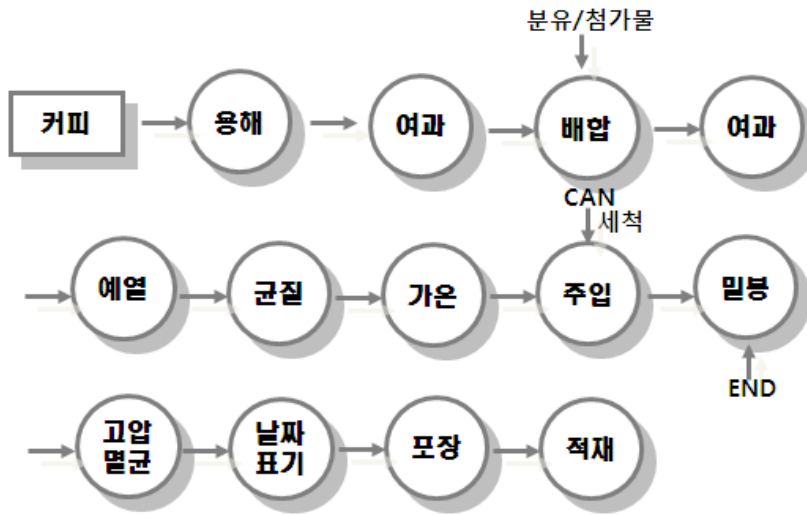 분유/첨가물
커피
용해
여과
배합
여과
CAN
세척
예열
균질
가온
주입
밀봉
END
고압
멸균
날짜
표기
포장
적재